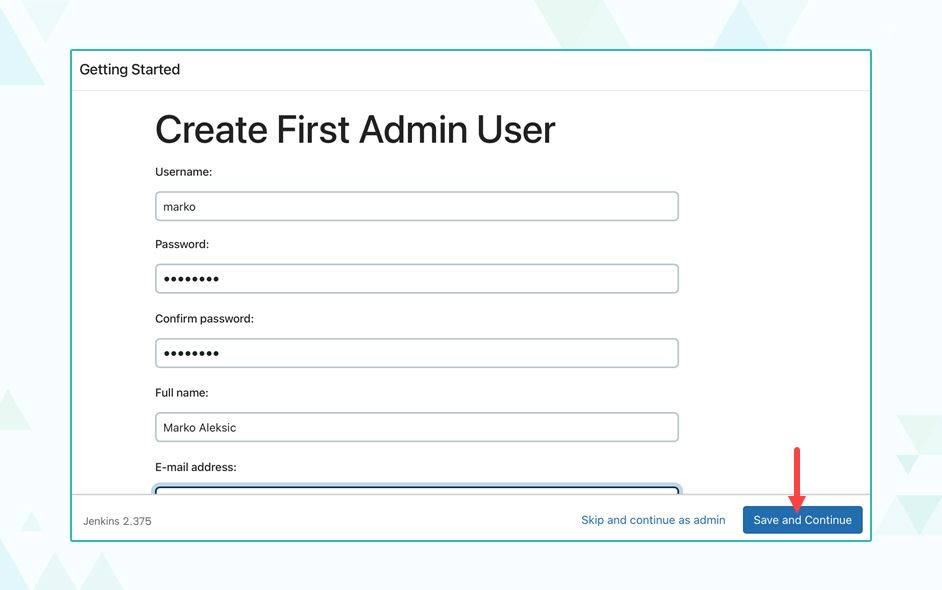 Getting Started
Create First Admin User
Username:
marko
Password:
••••••••
Confirm password:
••••••••
Full name:
Marko Aleksic
E-mail address:
Jenkins 2.375
Skip and continue as admin
Save and Continue